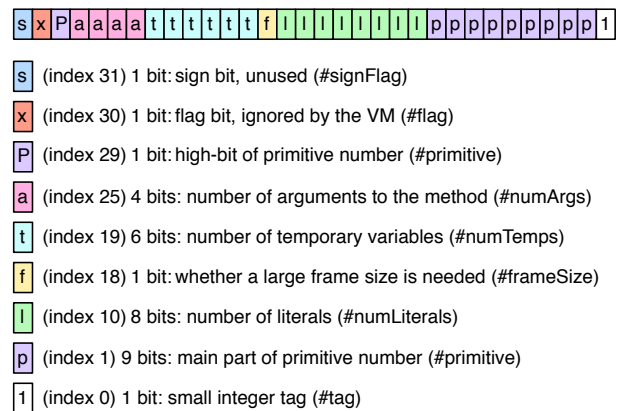 s x P a a a a t t t t t t f l l l l l l l l p p p p p p p p p 1
s (index 31) 1 bit: sign bit, unused (#signFlag)
x (index 30) 1 bit: flag bit, ignored by the VM (#flag)
P (index 29) 1 bit: high-bit of primitive number (#primitive)
a (index 25) 4 bits: number of arguments to the method (#numArgs)
t (index 19) 6 bits: number of temporary variables (#numTemps)
f (index 18) 1 bit: whether a large frame size is needed (#frameSize)
l (index 10) 8 bits: number of literals (#numLiterals)
p (index 1) 9 bits: main part of primitive number (#primitive)
1 (index 0) 1 bit: small integer tag (#tag)